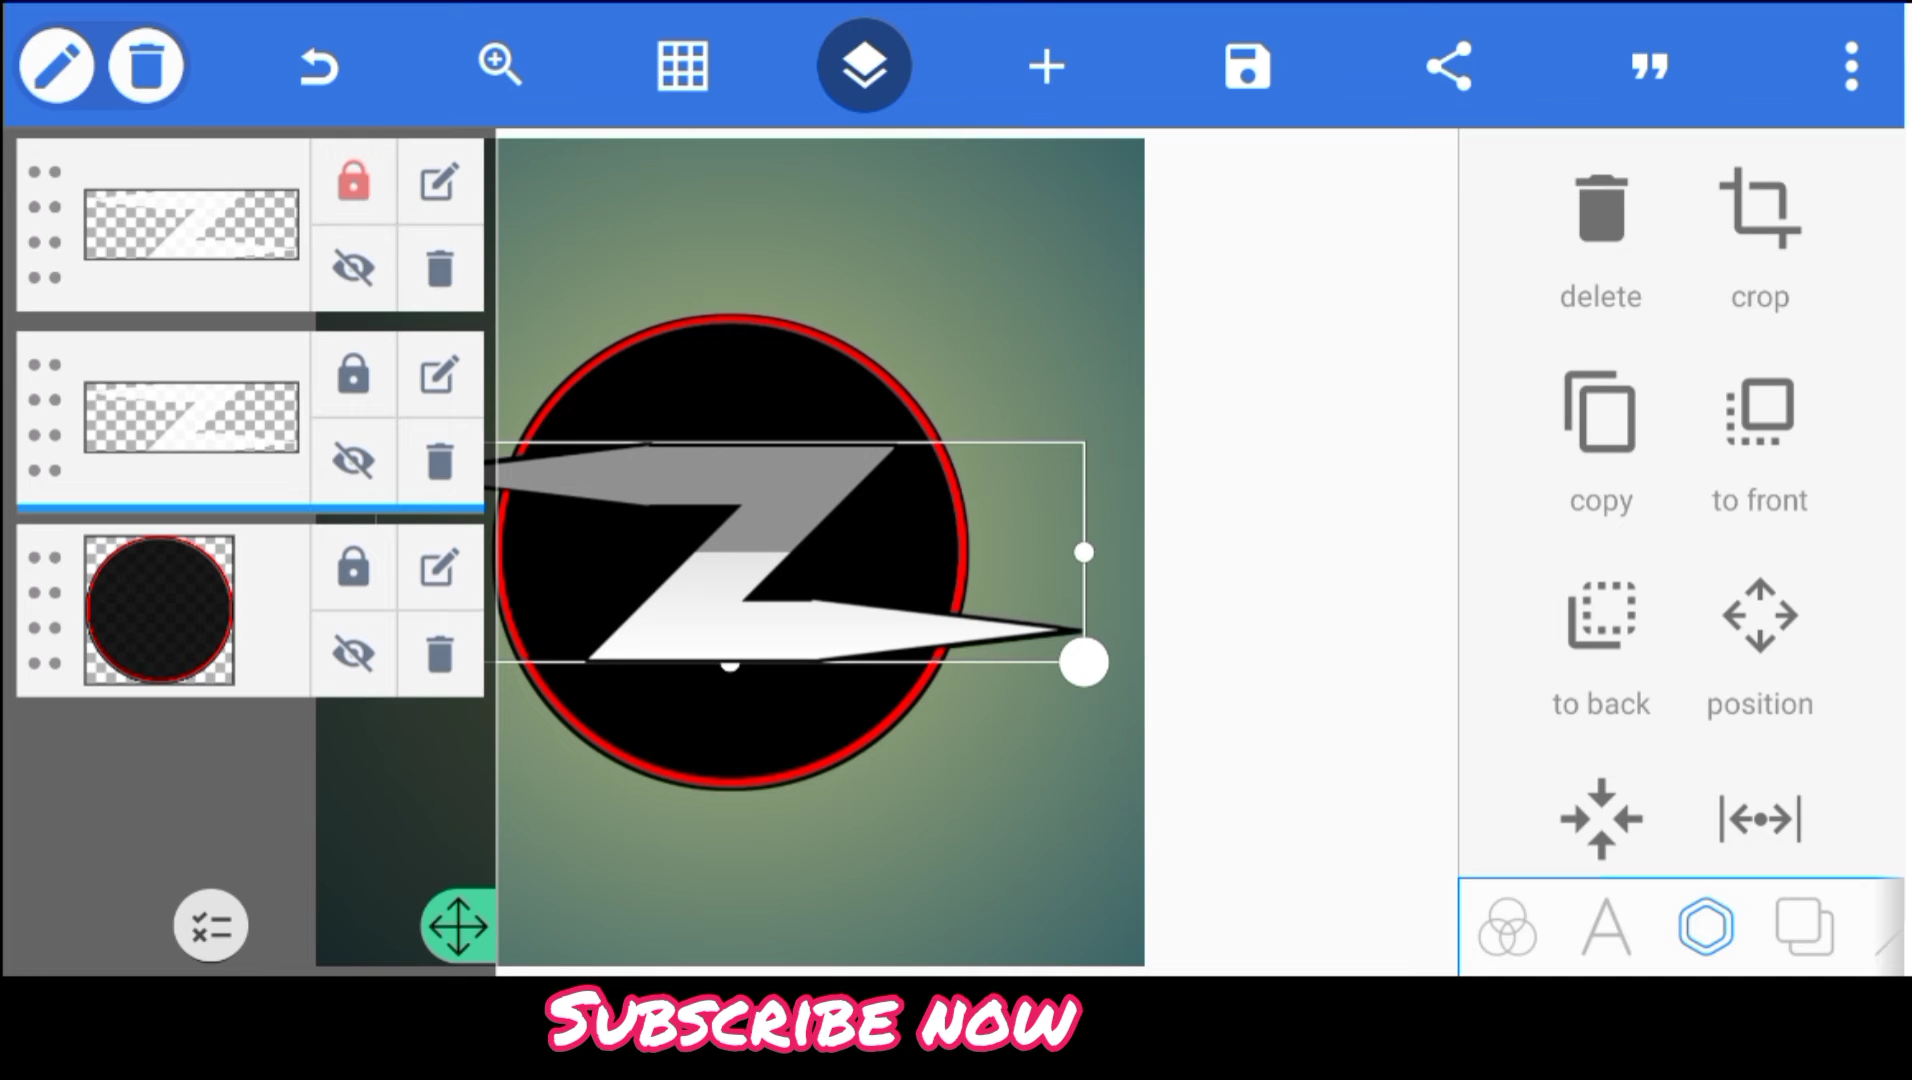 delete
crop
copy
to front
to back
position
Z
SUBSCRIBE NOW